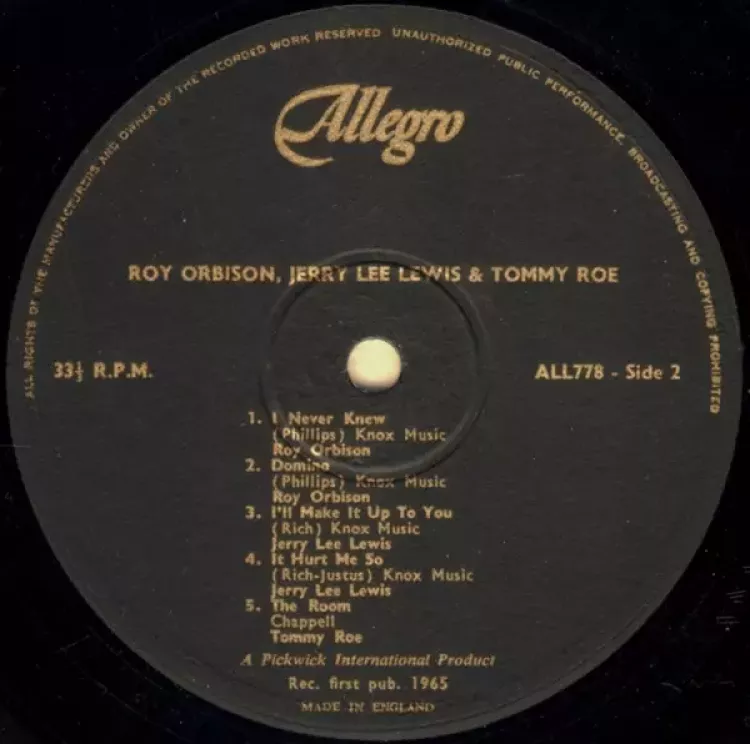 ALL RIGHTS OF THE MANUFACTURERS AND OWNER OF THE RECORDED WORK RESERVED UNAUTHORIZED PUBLIC PERFORMANCE, BROADCASTING AND COPYING PROHIBITED
Allegro
ROY ORBISON, JERRY LEE LEWIS & TOMMY ROE
33⅓ R.P.M.
ALL778 - Side 2
1. I Never Knew
(Phillips) Knox Music
Roy Orbison
2. Domino
(Phillips) Knox Music
Roy Orbison
3. I'll Make It Up To You
(Rich) Knox Music
Jerry Lee Lewis
4. It Hurt Me So
(Rich-Justus) Knox Music
Jerry Lee Lewis
5. The Room
Chappell
Tommy Roe
A Pickwick International Product
Rec. first pub. 1965
MADE IN ENGLAND